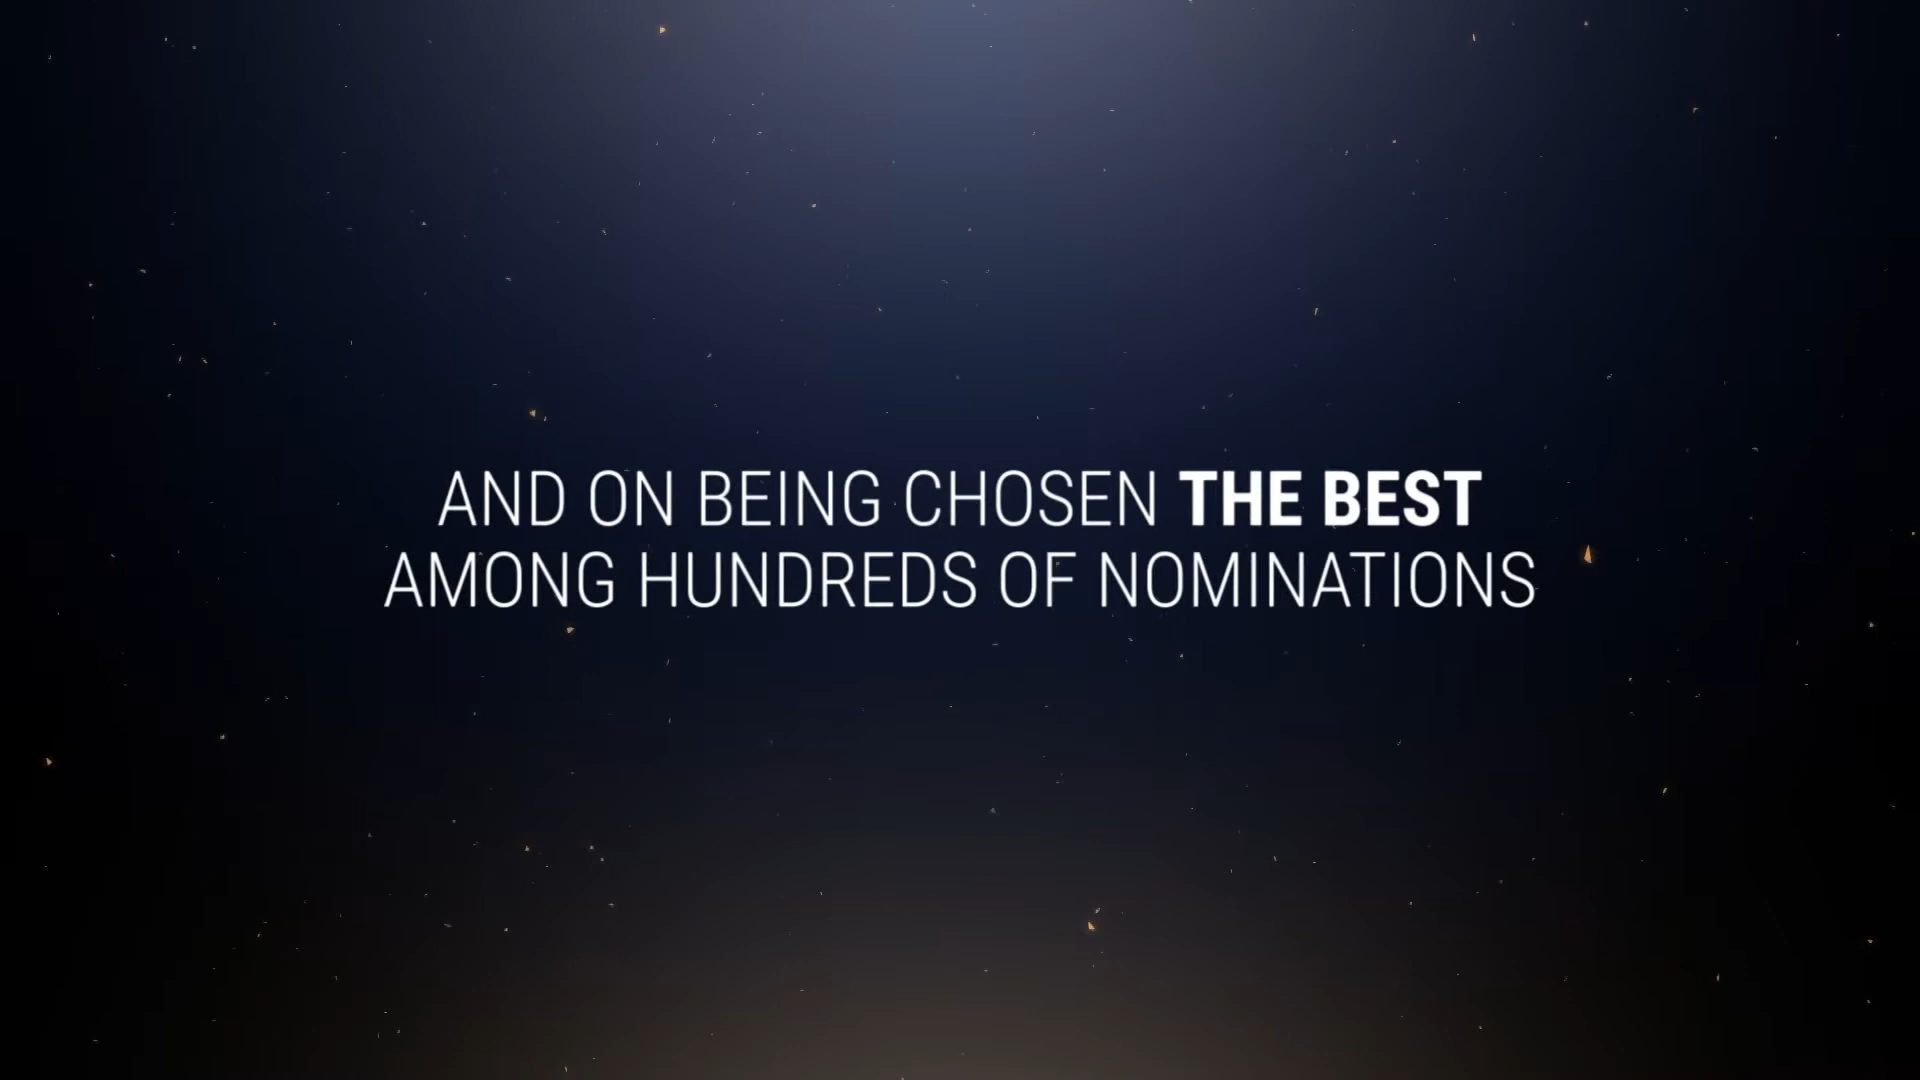 AND ON BEING CHOSEN THE BEST
AMONG HUNDREDS OF NOMINATIONS